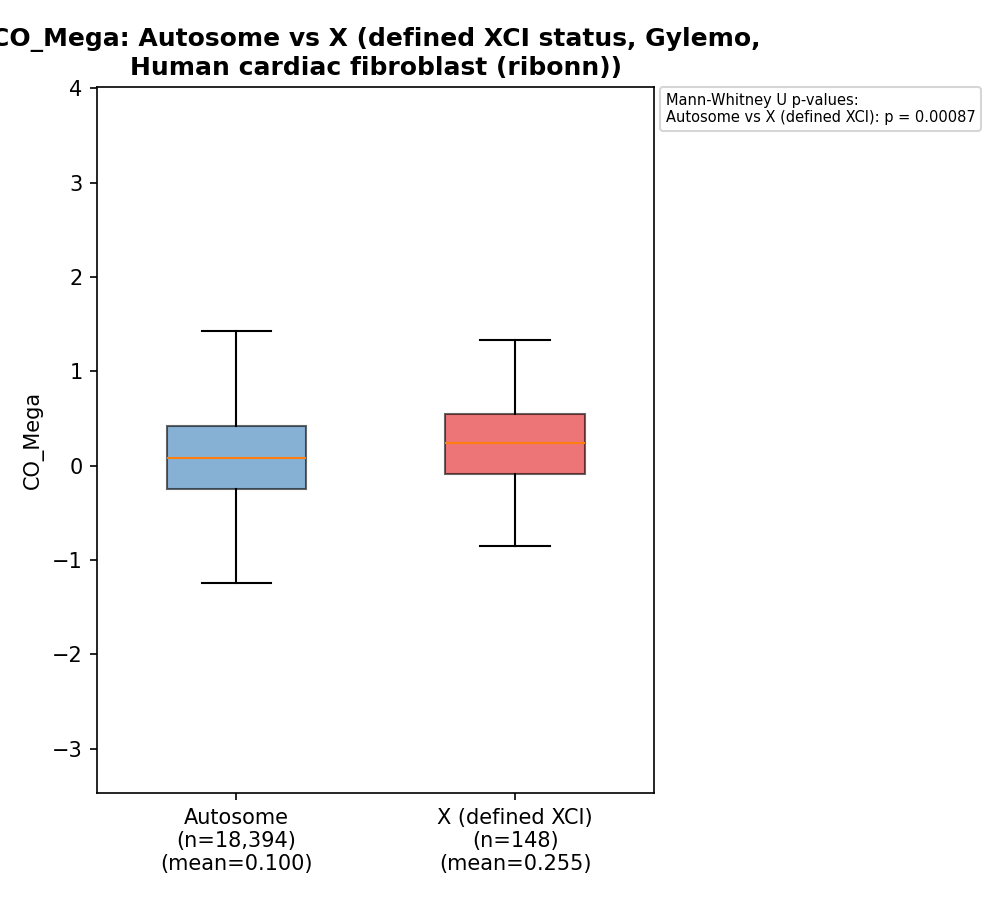 CO_Mega: Autosome vs X (defined XCI status, Gylemo,
Human cardiac fibroblast (ribonn))
Mann-Whitney U p-values:
Autosome vs X (defined XCI): p = 0.00087
4
3
2
1
0
−1
−2
−3
CO_Mega
Autosome
(n=18,394)
(mean=0.100)
X (defined XCI)
(n=148)
(mean=0.255)